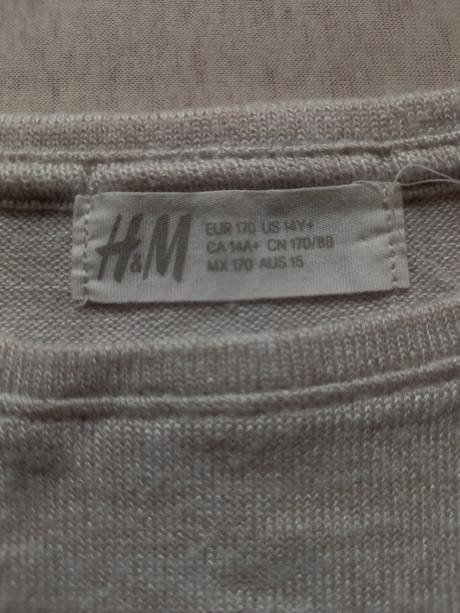 H&M
EUR 170 US 14Y+
CA 14A+ CN 170/88
MX 170 AUS 15